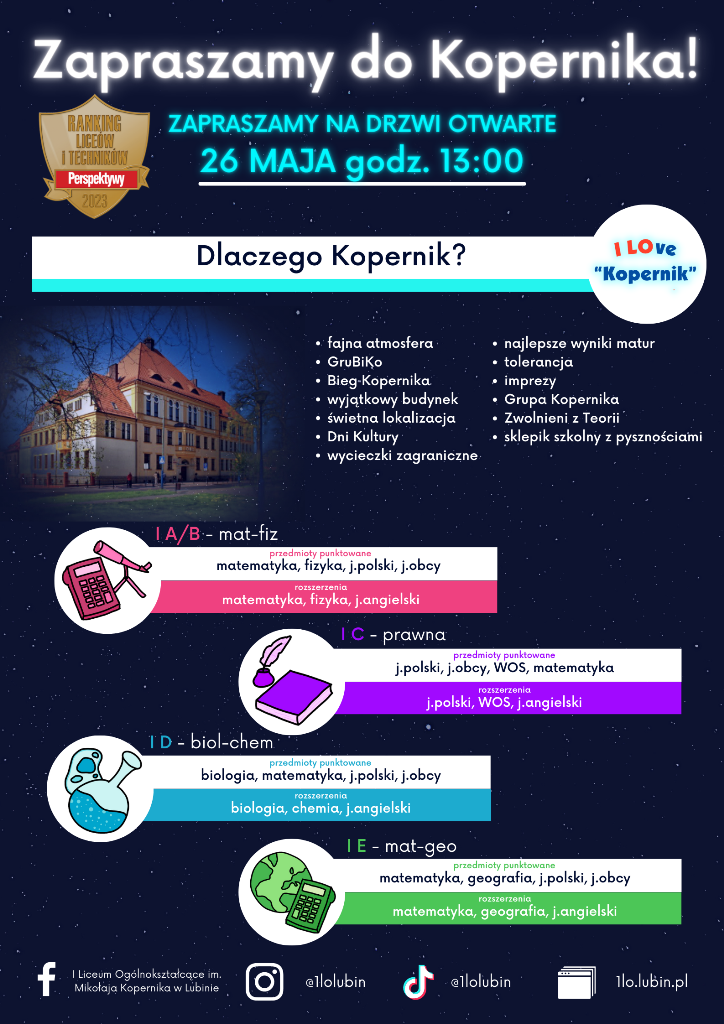 Zapraszamy do Kopernika!
RANKING
LICEÓW
I TECHNIKÓW
Perspektywy
2023
ZAPRASZAMY NA DRZWI OTWARTE
26 MAJA godz. 13:00
Dlaczego Kopernik?
I LOve
"Kopernik"
• fajna atmosfera
• GruBiKo
• Bieg Kopernika
• wyjątkowy budynek
• świetna lokalizacja
• Dni Kultury
• wycieczki zagraniczne
• najlepsze wyniki matur
• tolerancja
• imprezy
• Grupa Kopernika
• Zwolnieni z Teorii
• sklepik szkolny z pysznościami
I A/B - mat-fiz
przedmioty punktowane
matematyka, fizyka, j.polski, j.obcy
rozszerzenia
matematyka, fizyka, j.angielski
I C - prawna
przedmioty punktowane
j.polski, j.obcy, WOS, matematyka
rozszerzenia
j.polski, WOS, j.angielski
I D - biol-chem
przedmioty punktowane
biologia, matematyka, j.polski, j.obcy
rozszerzenia
biologia, chemia, j.angielski
I E - mat-geo
przedmioty punktowane
matematyka, geografia, j.polski, j.obcy
rozszerzenia
matematyka, geografia, j.angielski
I Liceum Ogólnokształcące im.
Mikołaja Kopernika w Lubinie
@1lolubin
@1lolubin
1lo.lubin.pl